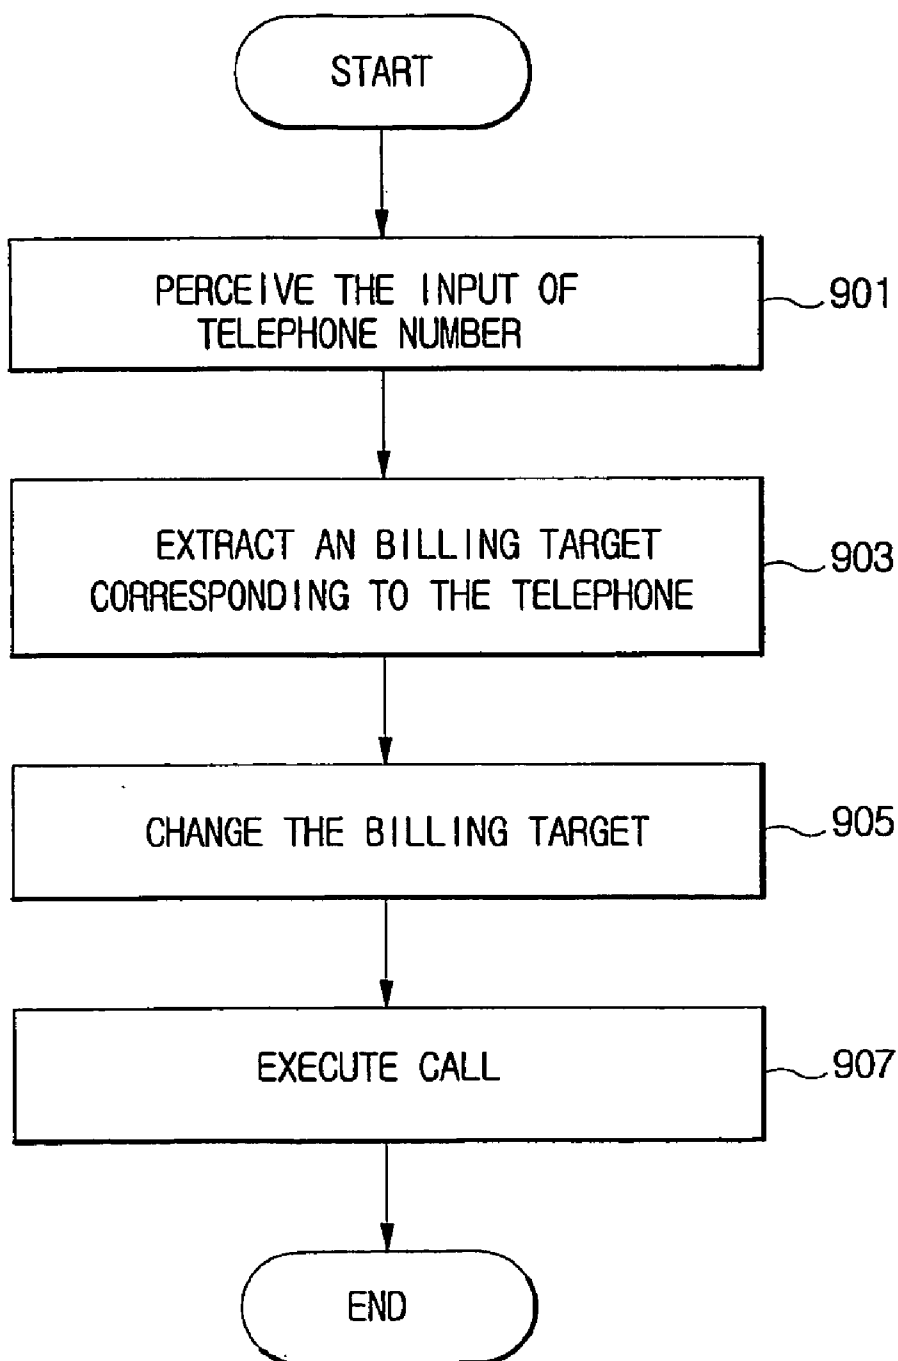 START
PERCEIVE THE INPUT OF
TELEPHONE NUMBER
901
EXTRACT AN BILLING TARGET
CORRESPONDING TO THE TELEPHONE
903
CHANGE THE BILLING TARGET
905
EXECUTE CALL
907
END